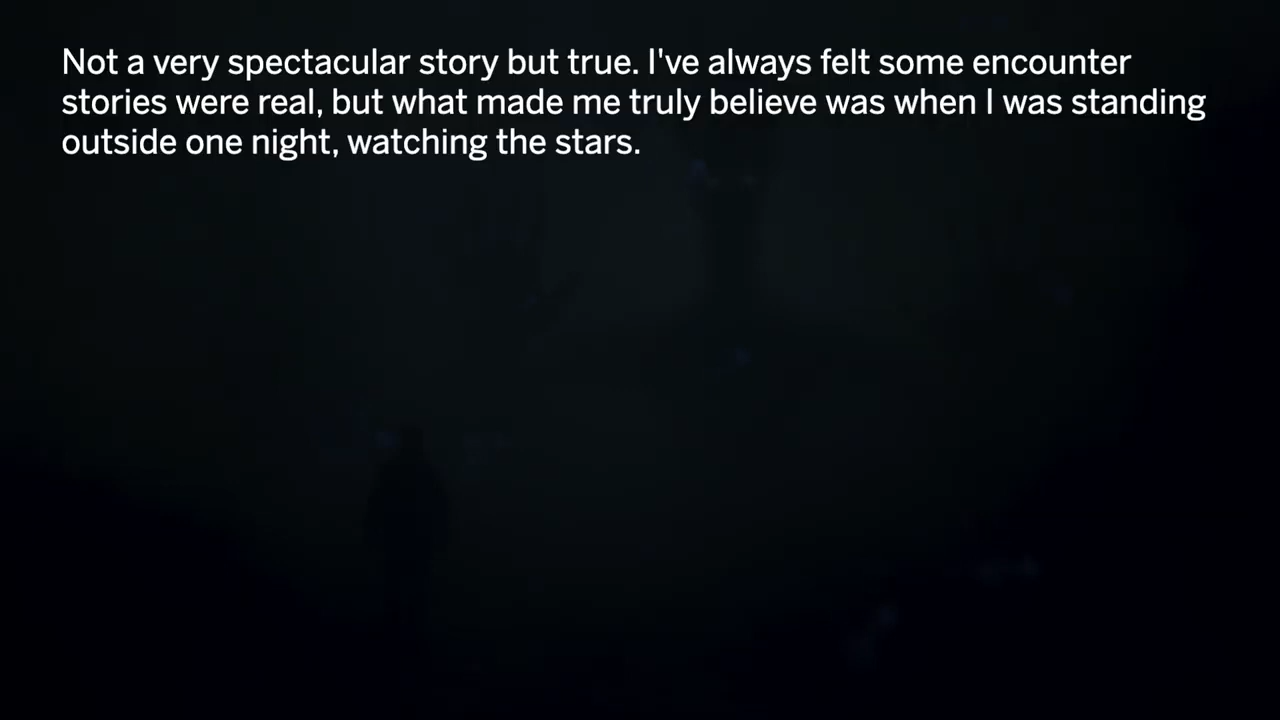 Not a very spectacular story but true. I've always felt some encounter
stories were real, but what made me truly believe was when I was standing
outside one night, watching the stars.